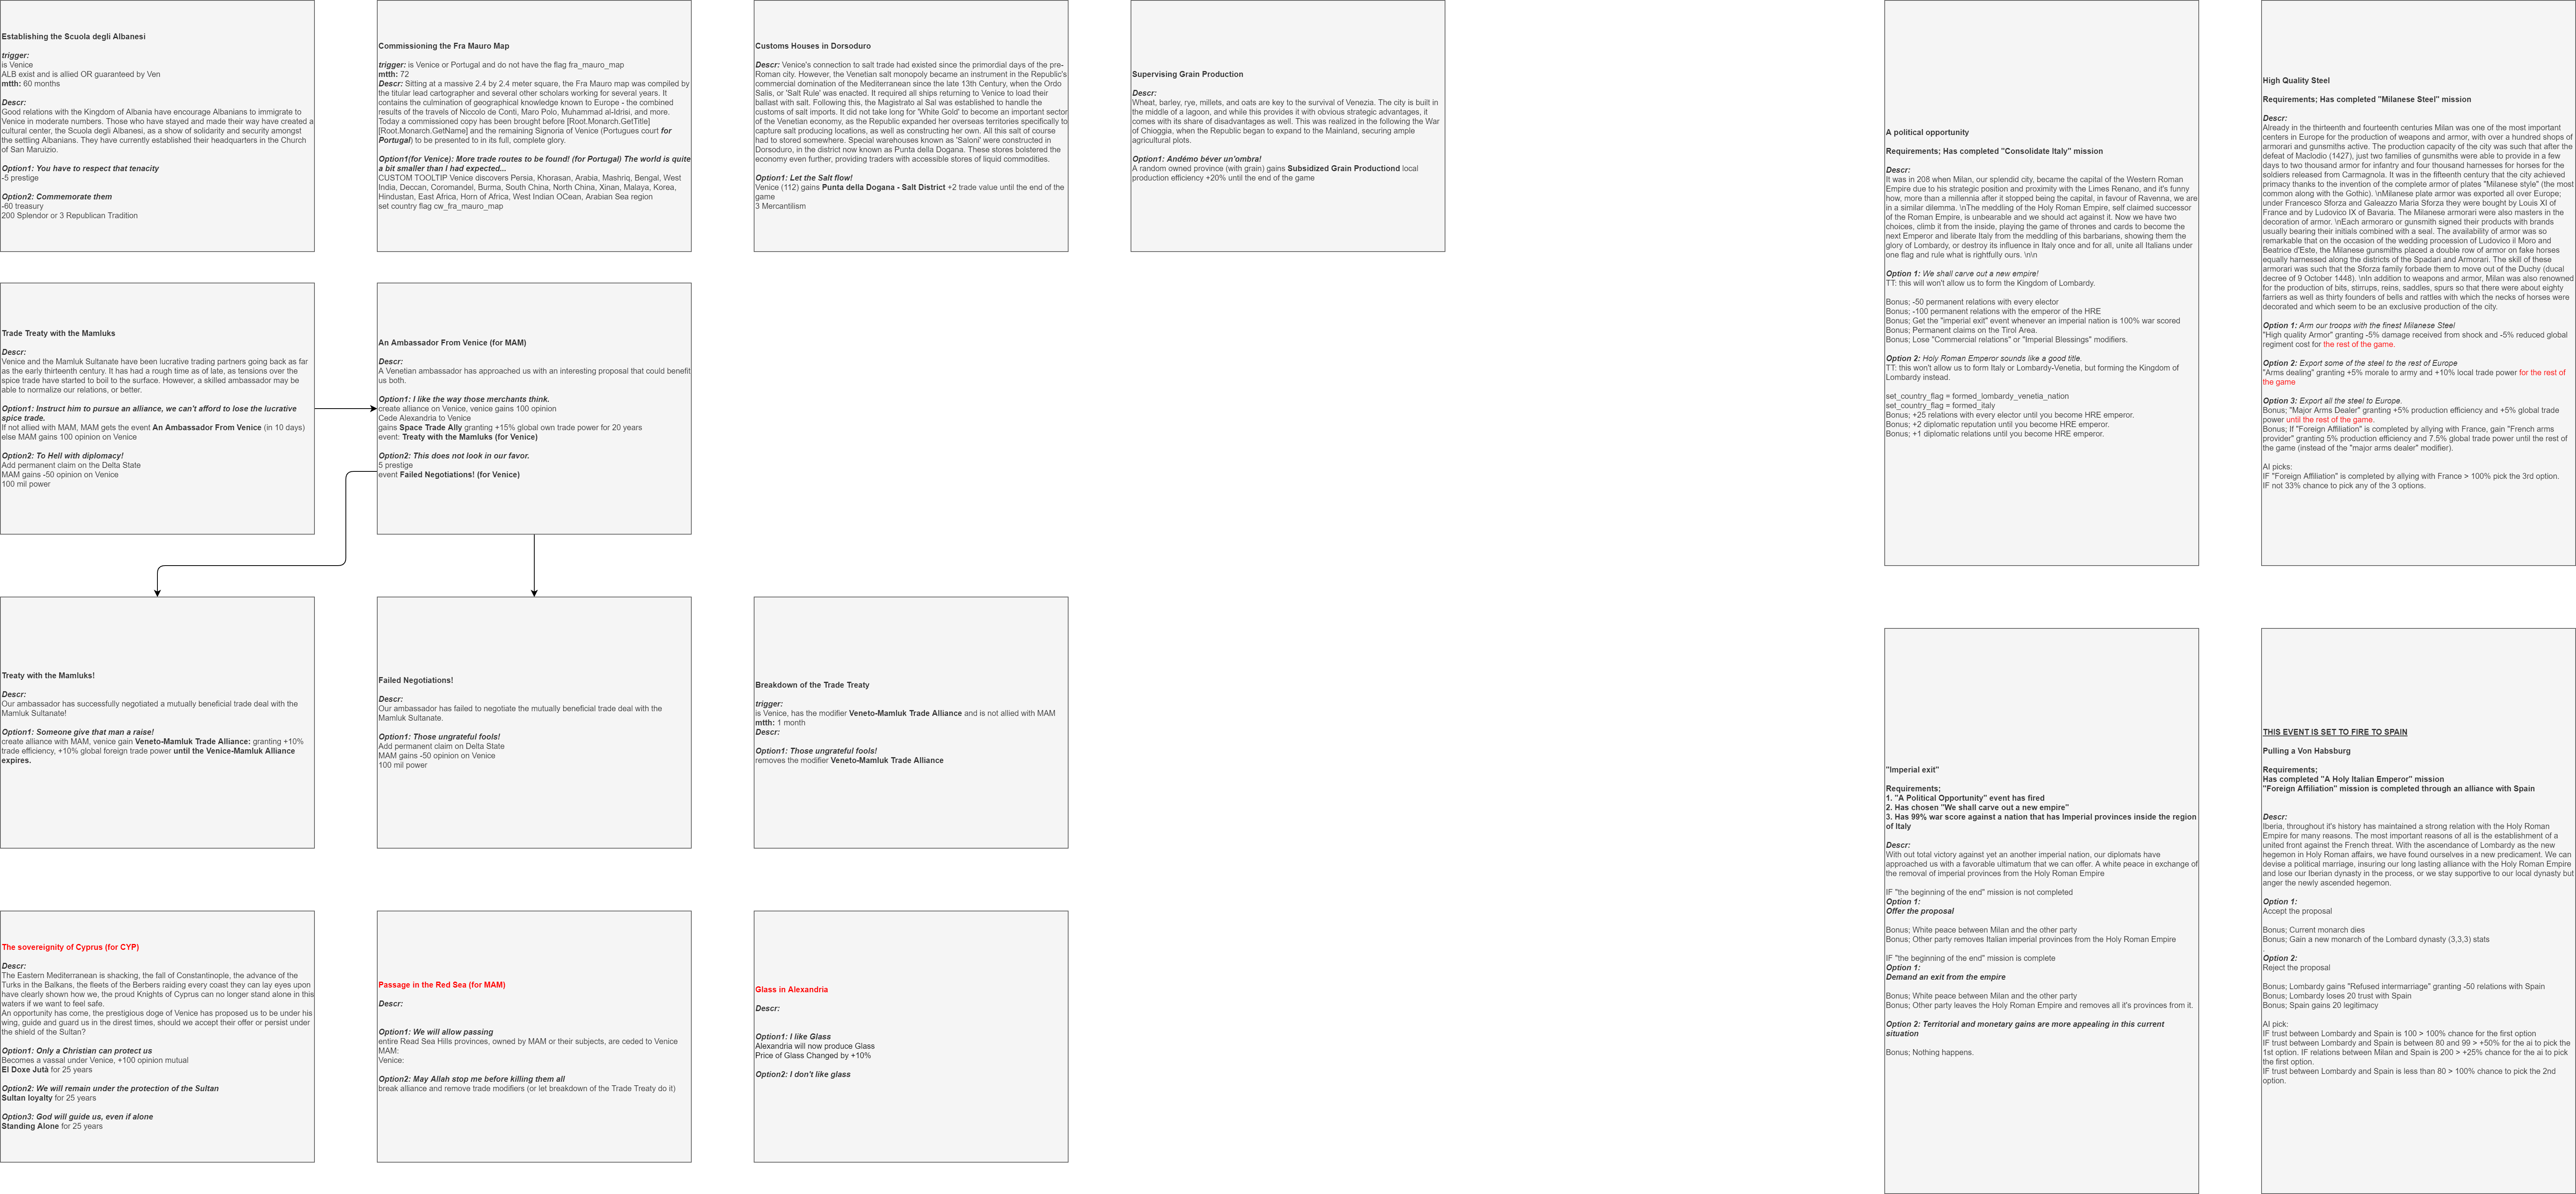 Establishing the Scuola degli Albanesi
trigger:
is Venice
ALB exist and is allied OR guaranteed by Ven
mtth: 60 months
Descr:
Good relations with the Kingdom of Albania have encourage Albanians to immigrate to
Venice in moderate numbers. Those who have stayed and made their way have created a
cultural center, the Scuola degli Albanesi, as a show of solidarity and security amongst
the settling Albanians. They have currently established their headquarters in the Church
of San Maruizio.
Option1: You have to respect that tenacity
-5 prestige
Option2: Commemorate them
-60 treasury
200 Splendor or 3 Republican Tradition
Commissioning the Fra Mauro Map
trigger: is Venice or Portugal and do not have the flag fra_mauro_map
mtth: 72
Descr: Sitting at a massive 2.4 by 2.4 meter square, the Fra Mauro map was compiled by
the titular lead cartographer and several other scholars working for several years. It
contains the culmination of geographical knowledge known to Europe - the combined
results of the travels of Niccolo de Conti, Maro Polo, Muhammad al-Idrisi, and more.
Today a commissioned copy has been brought before [Root.Monarch.GetTitle]
[Root.Monarch.GetName] and the remaining Signoria of Venice (Portugues court for
Portugal) to be presented to in its full, complete glory.
Option1(for Venice): More trade routes to be found! (for Portugal) The world is quite
a bit smaller than I had expected...
CUSTOM TOOLTIP Venice discovers Persia, Khorasan, Arabia, Mashriq, Bengal, West
India, Deccan, Coromandel, Burma, South China, North China, Xinan, Malaya, Korea,
Hindustan, East Africa, Horn of Africa, West Indian OCean, Arabian Sea region
set country flag cw_fra_mauro_map
Customs Houses in Dorsoduro
Descr: Venice's connection to salt trade had existed since the primordial days of the pre-
Roman city. However, the Venetian salt monopoly became an instrument in the Republic's
commercial domination of the Mediterranean since the late 13th Century, when the Ordo
Salis, or 'Salt Rule' was enacted. It required all ships returning to Venice to load their
ballast with salt. Following this, the Magistrato al Sal was established to handle the
customs of salt imports. It did not take long for 'White Gold' to become an important sector
of the Venetian economy, as the Republic expanded her overseas territories specifically to
capture salt producing locations, as well as constructing her own. All this salt of course
had to stored somewhere. Special warehouses known as 'Saloni' were constructed in
Dorsoduro, in the district now known as Punta della Dogana. These stores bolstered the
economy even further, providing traders with accessible stores of liquid commodities.
Option1: Let the Salt flow!
Venice (112) gains Punta della Dogana - Salt District +2 trade value until the end of the
game
3 Mercantilism
Supervising Grain Production
Descr:
Wheat, barley, rye, millets, and oats are key to the survival of Venezia. The city is built in
the middle of a lagoon, and while this provides it with obvious strategic advantages, it
comes with its share of disadvantages as well. This was realized in the following the War
of Chioggia, when the Republic began to expand to the Mainland, securing ample
agricultural plots.
Option1: Andémo béver un'ombra!
A random owned province (with grain) gains Subsidized Grain Productiond local
production efficiency +20% until the end of the game
A political opportunity
Requirements; Has completed "Consolidate Italy" mission
Descr:
It was in 208 when Milan, our splendid city, became the capital of the Western Roman
Empire due to his strategic position and proximity with the Limes Renano, and it's funny
how, more than a millennia after it stopped being the capital, in favour of Ravenna, we are
in a similar dilemma. \nThe meddling of the Holy Roman Empire, self claimed successor
of the Roman Empire, is unbearable and we should act against it. Now we have two
choices, climb it from the inside, playing the game of thrones and cards to become the
next Emperor and liberate Italy from the meddling of this barbarians, showing them the
glory of Lombardy, or destroy its influence in Italy once and for all, unite all Italians under
one flag and rule what is rightfully ours. \n\n
Option 1: We shall carve out a new empire!
TT: this will won't allow us to form the Kingdom of Lombardy.
Bonus; -50 permanent relations with every elector
Bonus; -100 permanent relations with the emperor of the HRE
Bonus; Get the "imperial exit" event whenever an imperial nation is 100% war scored
Bonus; Permanent claims on the Tirol Area.
Bonus; Lose "Commercial relations" or "Imperial Blessings" modifiers.
Option 2: Holy Roman Emperor sounds like a good title.
TT: this won't allow us to form Italy or Lombardy-Venetia, but forming the Kingdom of
Lombardy instead.
set_country_flag = formed_lombardy_venetia_nation
set_country_flag = formed_italy
Bonus; +25 relations with every elector until you become HRE emperor.
Bonus; +2 diplomatic reputation until you become HRE emperor.
Bonus; +1 diplomatic relations until you become HRE emperor.
High Quality Steel
Requirements; Has completed "Milanese Steel" mission
Descr:
Already in the thirteenth and fourteenth centuries Milan was one of the most important
centers in Europe for the production of weapons and armor, with over a hundred shops of
armorari and gunsmiths active. The production capacity of the city was such that after the
defeat of Maclodio (1427), just two families of gunsmiths were able to provide in a few
days to two thousand armor for infantry and four thousand harnesses for horses for the
soldiers released from Carmagnola. It was in the fifteenth century that the city achieved
primacy thanks to the invention of the complete armor of plates "Milanese style" (the most
common along with the Gothic). \nMilanese plate armor was exported all over Europe;
under Francesco Sforza and Galeazzo Maria Sforza they were bought by Louis XI of
France and by Ludovico IX of Bavaria. The Milanese armorari were also masters in the
decoration of armor. \nEach armoraro or gunsmith signed their products with brands
usually bearing their initials combined with a seal. The availability of armor was so
remarkable that on the occasion of the wedding procession of Ludovico il Moro and
Beatrice d'Este, the Milanese gunsmiths placed a double row of armor on fake horses
equally harnessed along the districts of the Spadari and Armorari. The skill of these
armorari was such that the Sforza family forbade them to move out of the Duchy (ducal
decree of 9 October 1448). \nIn addition to weapons and armor, Milan was also renowned
for the production of bits, stirrups, reins, saddles, spurs so that there were about eighty
farriers as well as thirty founders of bells and rattles with which the necks of horses were
decorated and which seem to be an exclusive production of the city.
Option 1: Arm our troops with the finest Milanese Steel
"High quality Armor" granting -5% damage received from shock and -5% reduced global
regiment cost for the rest of the game.
Option 2: Export some of the steel to the rest of Europe
"Arms dealing" granting +5% morale to army and +10% local trade power for the rest of
the game
Option 3: Export all the steel to Europe.
Bonus; "Major Arms Dealer" granting +5% production efficiency and +5% global trade
power until the rest of the game.
Bonus; If "Foreign Affiliation" is completed by allying with France, gain "French arms
provider" granting 5% production efficiency and 7.5% global trade power until the rest of
the game (instead of the "major arms dealer" modifier).
AI picks:
IF "Foreign Affiliation" is completed by allying with France > 100% pick the 3rd option.
IF not 33% chance to pick any of the 3 options.
Trade Treaty with the Mamluks
Descr:
Venice and the Mamluk Sultanate have been lucrative trading partners going back as far
as the early thirteenth century. It has had a rough time as of late, as tensions over the
spice trade have started to boil to the surface. However, a skilled ambassador may be
able to normalize our relations, or better.
Option1: Instruct him to pursue an alliance, we can't afford to lose the lucrative
spice trade.
If not allied with MAM, MAM gets the event An Ambassador From Venice (in 10 days)
else MAM gains 100 opinion on Venice
Option2: To Hell with diplomacy!
Add permanent claim on the Delta State
MAM gains -50 opinion on Venice
100 mil power
An Ambassador From Venice (for MAM)
Descr:
A Venetian ambassador has approached us with an interesting proposal that could benefit
us both.
Option1: I like the way those merchants think.
create alliance on Venice, venice gains 100 opinion
Cede Alexandria to Venice
gains Space Trade Ally granting +15% global own trade power for 20 years
event: Treaty with the Mamluks (for Venice)
Option2: This does not look in our favor.
5 prestige
event Failed Negotiations! (for Venice)
Treaty with the Mamluks!
Descr:
Our ambassador has successfully negotiated a mutually beneficial trade deal with the
Mamluk Sultanate!
Option1: Someone give that man a raise!
create alliance with MAM, venice gain Veneto-Mamluk Trade Alliance: granting +10%
trade efficiency, +10% global foreign trade power until the Venice-Mamluk Alliance
expires.
Failed Negotiations!
Descr:
Our ambassador has failed to negotiate the mutually beneficial trade deal with the
Mamluk Sultanate.
Option1: Those ungrateful fools!
Add permanent claim on Delta State
MAM gains -50 opinion on Venice
100 mil power
Breakdown of the Trade Treaty
trigger:
is Venice, has the modifier Veneto-Mamluk Trade Alliance and is not allied with MAM
mtth: 1 month
Descr:
Option1: Those ungrateful fools!
removes the modifier Veneto-Mamluk Trade Alliance
"Imperial exit"
Requirements;
1. "A Political Opportunity" event has fired
2. Has chosen "We shall carve out a new empire"
3. Has 99% war score against a nation that has Imperial provinces inside the region
of Italy
Descr:
With out total victory against yet an another imperial nation, our diplomats have
approached us with a favorable ultimatum that we can offer. A white peace in exchange of
the removal of imperial provinces from the Holy Roman Empire
IF "the beginning of the end" mission is not completed
Option 1:
Offer the proposal
Bonus; White peace between Milan and the other party
Bonus; Other party removes Italian imperial provinces from the Holy Roman Empire
IF "the beginning of the end" mission is complete
Option 1:
Demand an exit from the empire
Bonus; White peace between Milan and the other party
Bonus; Other party leaves the Holy Roman Empire and removes all it's provinces from it.
Option 2: Territorial and monetary gains are more appealing in this current
situation
Bonus; Nothing happens.
THIS EVENT IS SET TO FIRE TO SPAIN
Pulling a Von Habsburg
Requirements;
Has completed "A Holy Italian Emperor" mission
"Foreign Affiliation" mission is completed through an alliance with Spain
Descr:
Iberia, throughout it's history has maintained a strong relation with the Holy Roman
Empire for many reasons. The most important reasons of all is the establishment of a
united front against the French threat. With the ascendance of Lombardy as the new
hegemon in Holy Roman affairs, we have found ourselves in a new predicament. We can
devise a political marriage, insuring our long lasting alliance with the Holy Roman Empire
and lose our Iberian dynasty in the process, or we stay supportive to our local dynasty but
anger the newly ascended hegemon.
Option 1:
Accept the proposal
Bonus; Current monarch dies
Bonus; Gain a new monarch of the Lombard dynasty (3,3,3) stats
.
Option 2:
Reject the proposal
Bonus; Lombardy gains "Refused intermarriage" granting -50 relations with Spain
Bonus; Lombardy loses 20 trust with Spain
Bonus; Spain gains 20 legitimacy
AI pick:
IF trust between Lombardy and Spain is 100 > 100% chance for the first option
IF trust between Lombardy and Spain is between 80 and 99 > +50% for the ai to pick the
1st option. IF relations between Milan and Spain is 200 > +25% chance for the ai to pick
the first option.
IF trust between Lombardy and Spain is less than 80 > 100% chance to pick the 2nd
option.
The sovereignity of Cyprus (for CYP)
Descr:
The Eastern Mediterranean is shacking, the fall of Constantinople, the advance of the
Turks in the Balkans, the fleets of the Berbers raiding every coast they can lay eyes upon
have clearly shown how we, the proud Knights of Cyprus can no longer stand alone in this
waters if we want to feel safe.
An opportunity has come, the prestigious doge of Venice has proposed us to be under his
wing, guide and guard us in the direst times, should we accept their offer or persist under
the shield of the Sultan?
Option1: Only a Christian can protect us
Becomes a vassal under Venice, +100 opinion mutual
El Doxe Jutà for 25 years
Option2: We will remain under the protection of the Sultan
Sultan loyalty for 25 years
Option3: God will guide us, even if alone
Standing Alone for 25 years
Passage in the Red Sea (for MAM)
Descr:
Option1: We will allow passing
entire Read Sea Hills provinces, owned by MAM or their subjects, are ceded to Venice
MAM:
Venice:
Option2: May Allah stop me before killing them all
break alliance and remove trade modifiers (or let breakdown of the Trade Treaty do it)
Glass in Alexandria
Descr:
Option1: I like Glass
Alexandria will now produce Glass
Price of Glass Changed by +10%
Option2: I don't like glass